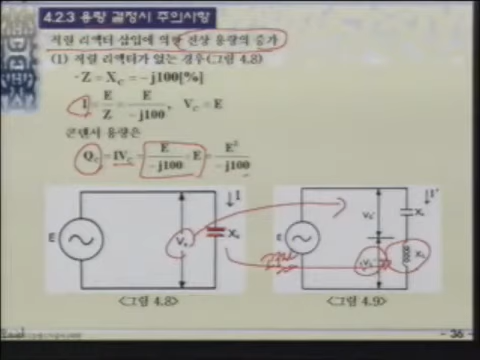 4.2.3 용량 결정시 주의사항
직렬 리액터 삽입에 의한 진상 용량의 증가
(1) 직렬 리액터가 있는 경우(그림 4.8)
·Z = X_C = -j100[%]
I = E/Z = E/-j100, V_C = E
콘덴서 용량은
Q_C = IV_C = E/-j100 · E = E²/-j100
I
I'
E
V_c
X_c
E
<그림 4.8>
<그림 4.9>
- 36 -